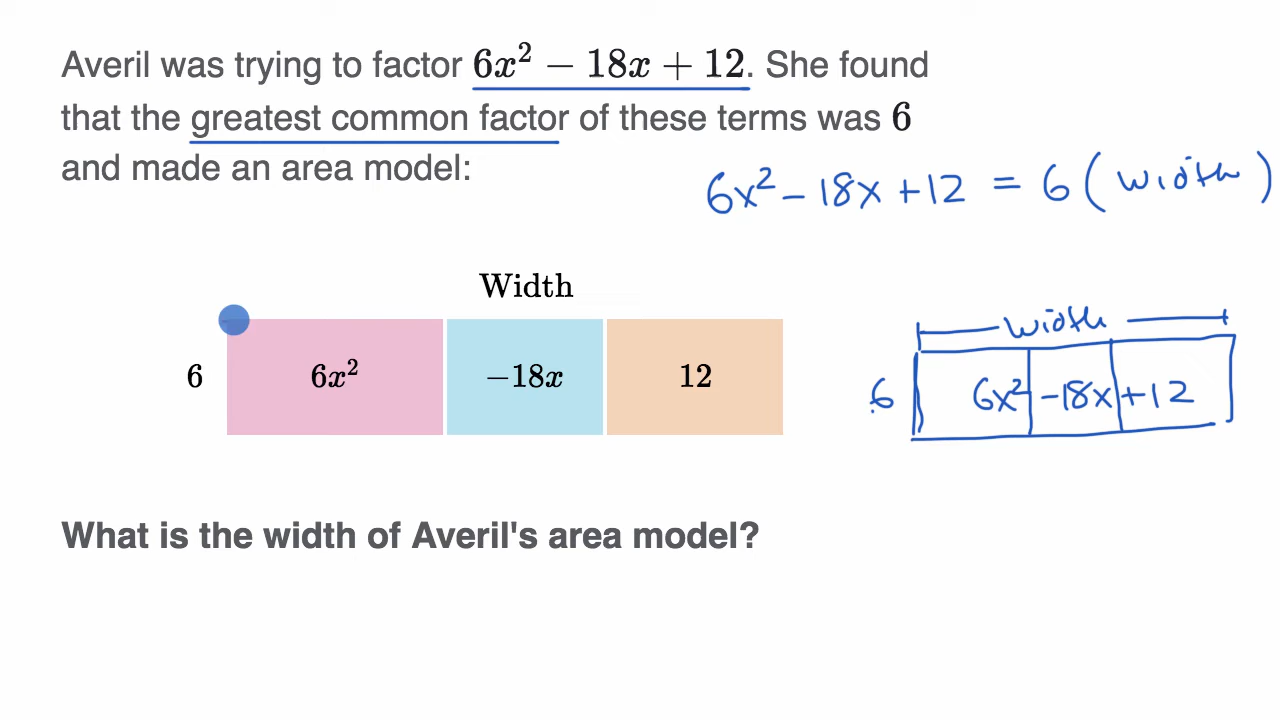 Averil was trying to factor 6x² − 18x + 12. She found
that the greatest common factor of these terms was 6
and made an area model:
6x² − 18x + 12 = 6 ( width )
Width
6 6x² −18x 12
width
6 6x² −18x +12
What is the width of Averil's area model?